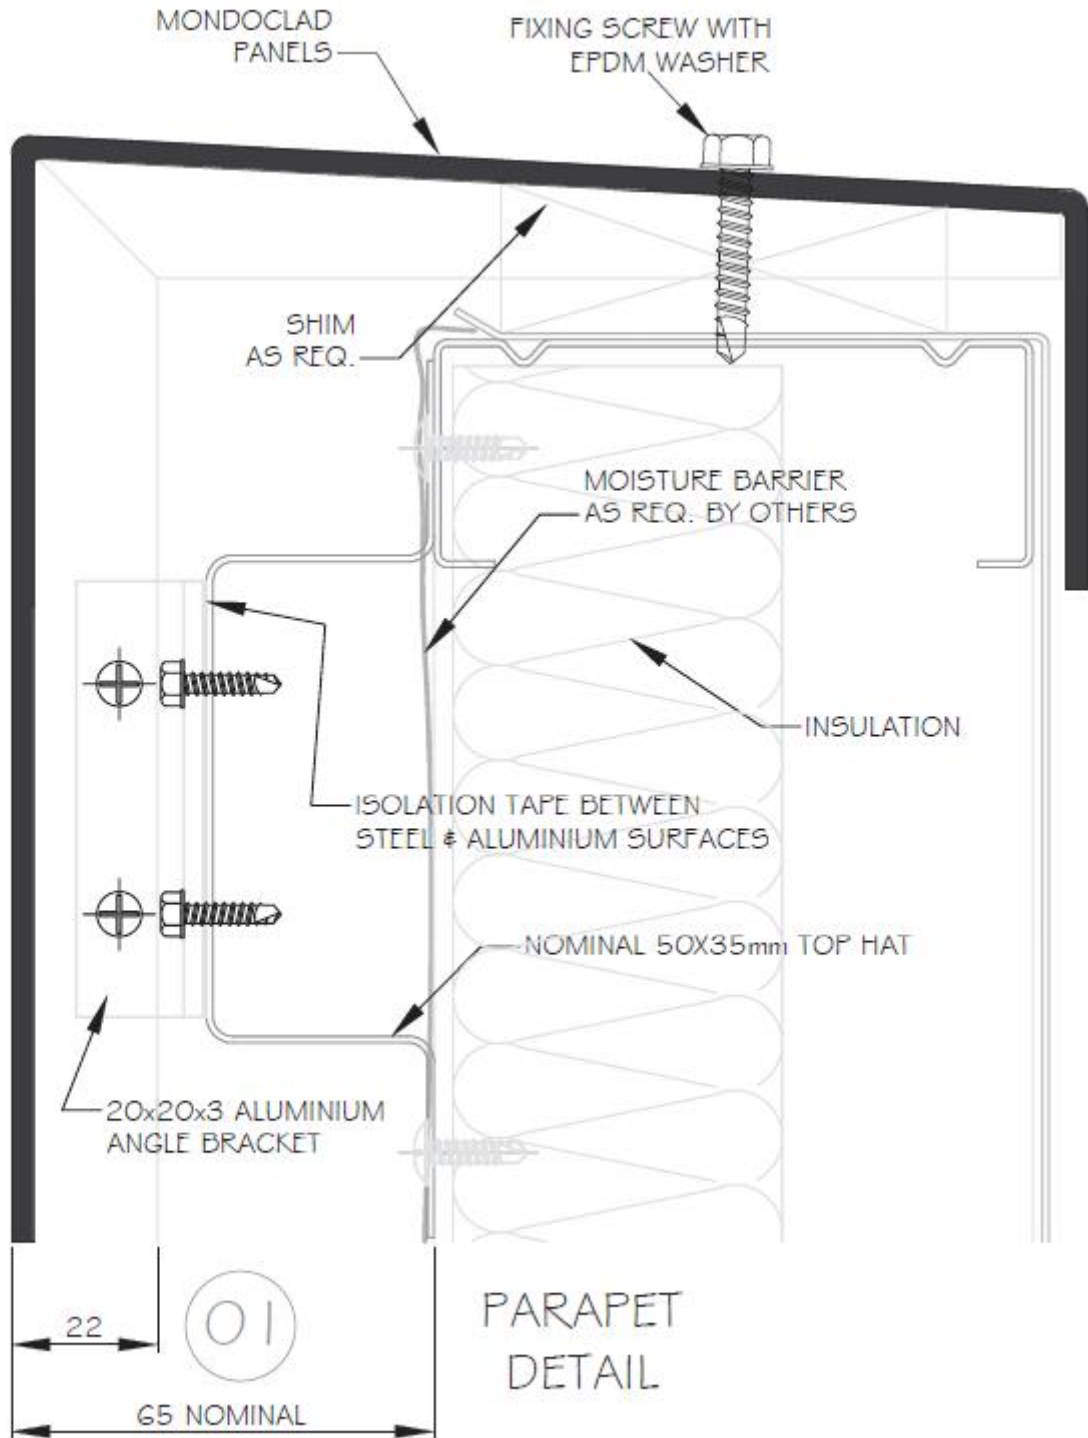 MONDOCLAD
PANELS
FIXING SCREW WITH
EPDM WASHER
SHIM
AS REQ.
MOISTURE BARRIER
AS REQ. BY OTHERS
INSULATION
ISOLATION TAPE BETWEEN
STEEL & ALUMINIUM SURFACES
NOMINAL 50X35mm TOP HAT
20x20x3 ALUMINIUM
ANGLE BRACKET
22
01
PARAPET
DETAIL
65 NOMINAL